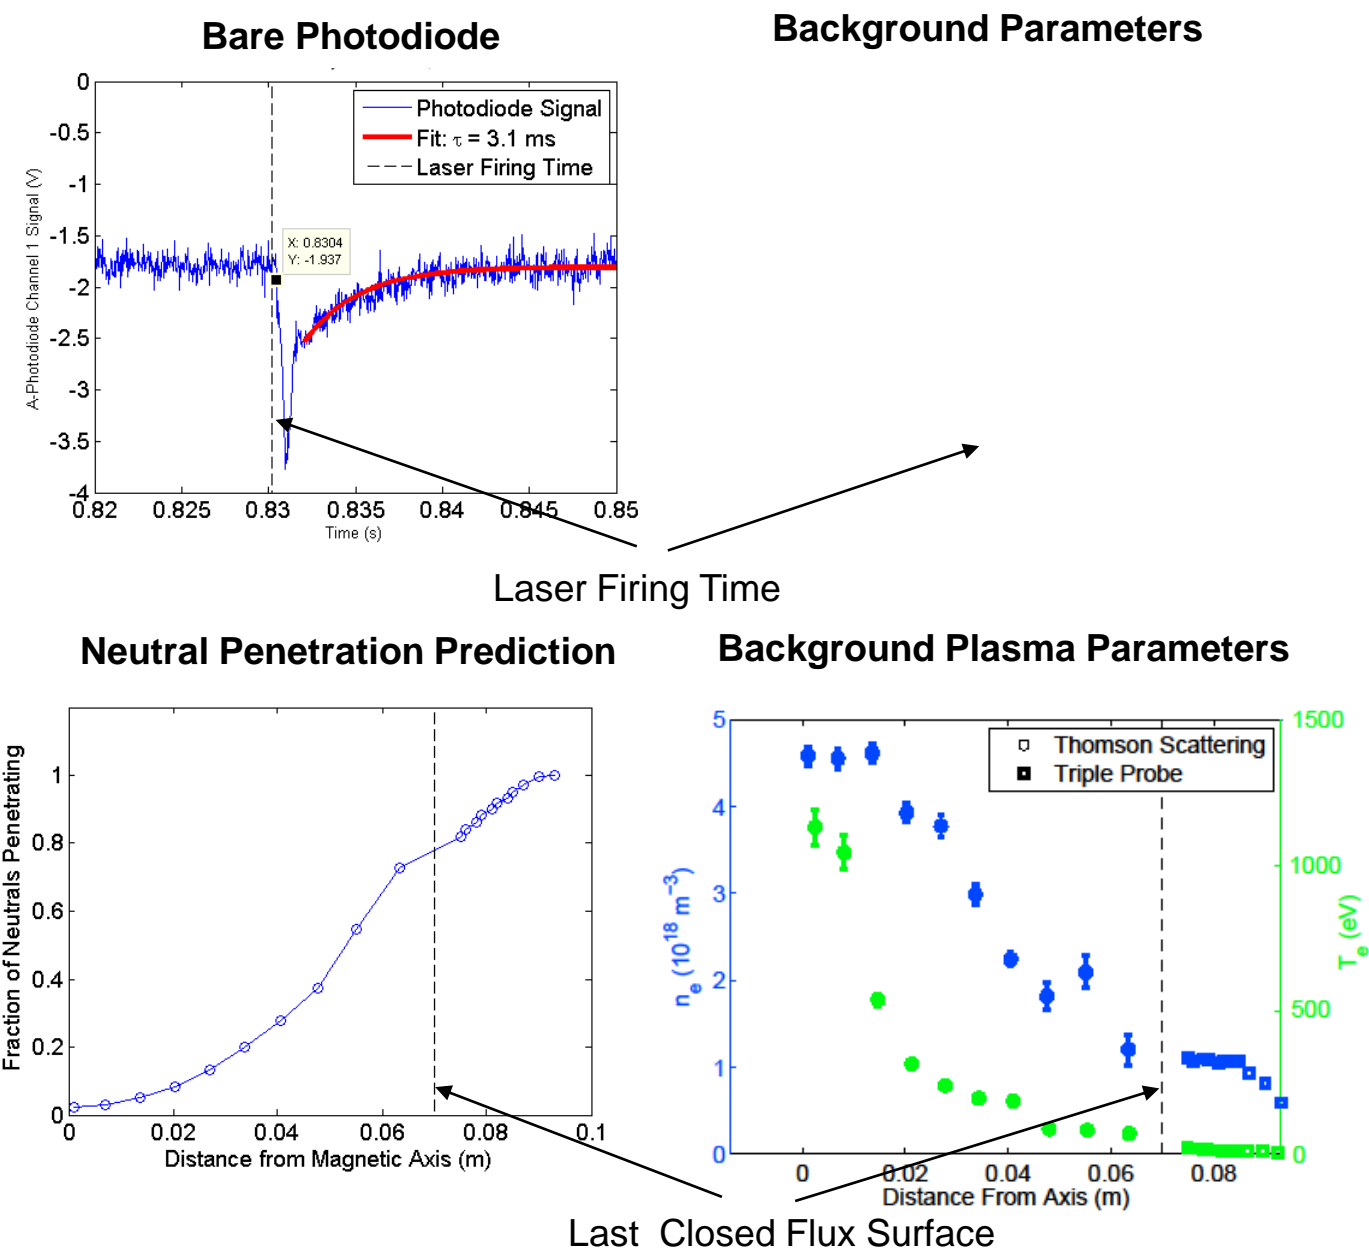 Bare Photodiode
Background Parameters
0
-0.5
-1
-1.5
-2
-2.5
-3
-3.5
-4
A-Photodiode Channel 1 Signal (V)
Photodiode Signal
Fit: τ = 3.1 ms
Laser Firing Time
X: 0.8304
Y: -1.937
0.82 0.825 0.83 0.835 0.84 0.845 0.85
Time (s)
Laser Firing Time
Neutral Penetration Prediction
Background Plasma Parameters
1
0.8
0.6
0.4
0.2
0
Fraction of Neutrals Penetrating
0 0.02 0.04 0.06 0.08 0.1
Distance from Magnetic Axis (m)
5
4
3
2
1
0
n_e (10^18 m^−3)
Thomson Scattering
Triple Probe
1500
1000
500
0
T_e (eV)
0 0.02 0.04 0.06 0.08
Distance From Axis (m)
Last Closed Flux Surface